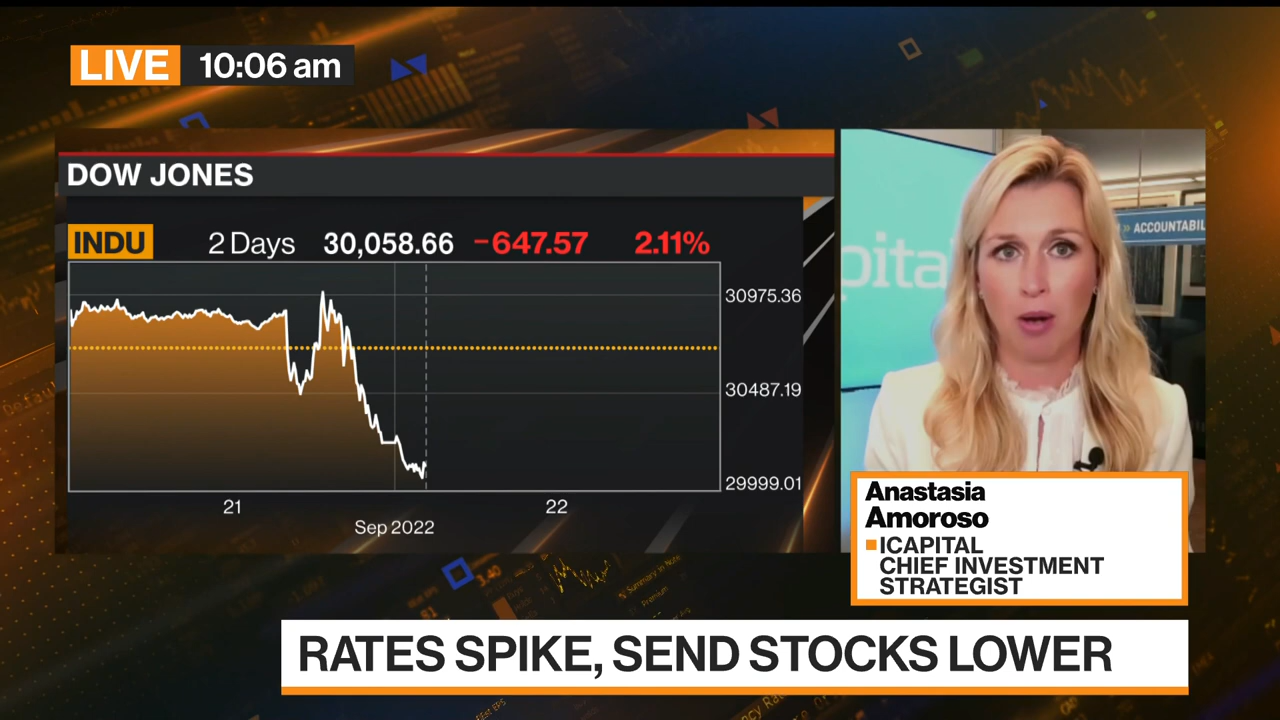 LIVE 10:06 am
DOW JONES
INDU 2 Days 30,058.66 -647.57 2.11%
30975.36
30487.19
29999.01
21 22
Sep 2022
pita
» ACCOUNTABIL
Anastasia
Amoroso
ICAPITAL
CHIEF INVESTMENT
STRATEGIST
RATES SPIKE, SEND STOCKS LOWER